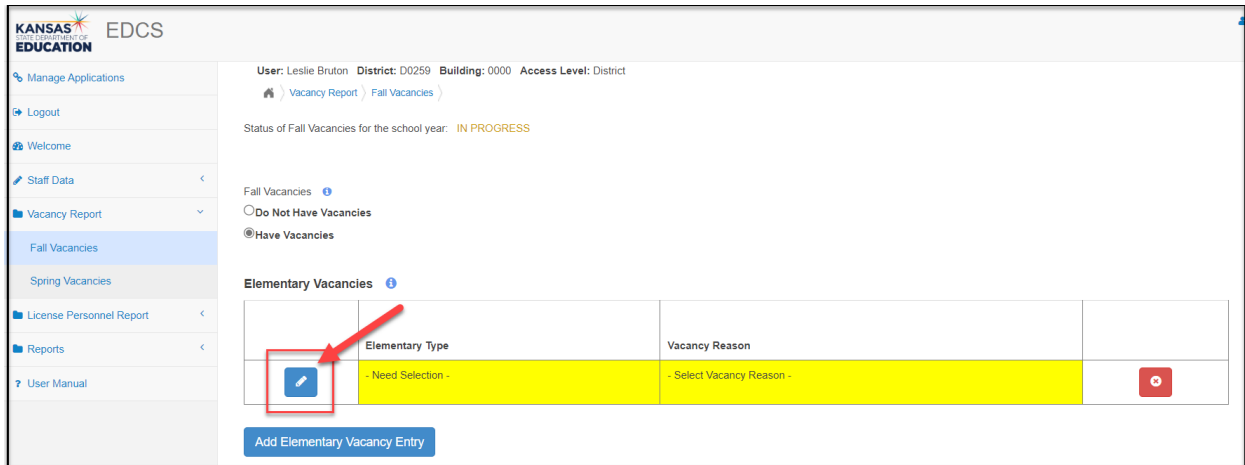 KANSAS
STATE DEPARTMENT OF
EDUCATION
EDCS
Manage Applications
Logout
Welcome
Staff Data
Vacancy Report
Fall Vacancies
Spring Vacancies
License Personnel Report
Reports
? User Manual
User: Leslie Bruton District: D0259 Building: 0000 Access Level: District
Vacancy Report Fall Vacancies
Status of Fall Vacancies for the school year: IN PROGRESS
Fall Vacancies
Do Not Have Vacancies
Have Vacancies
Elementary Vacancies
Elementary Type Vacancy Reason
- Need Selection - - Select Vacancy Reason -
Add Elementary Vacancy Entry